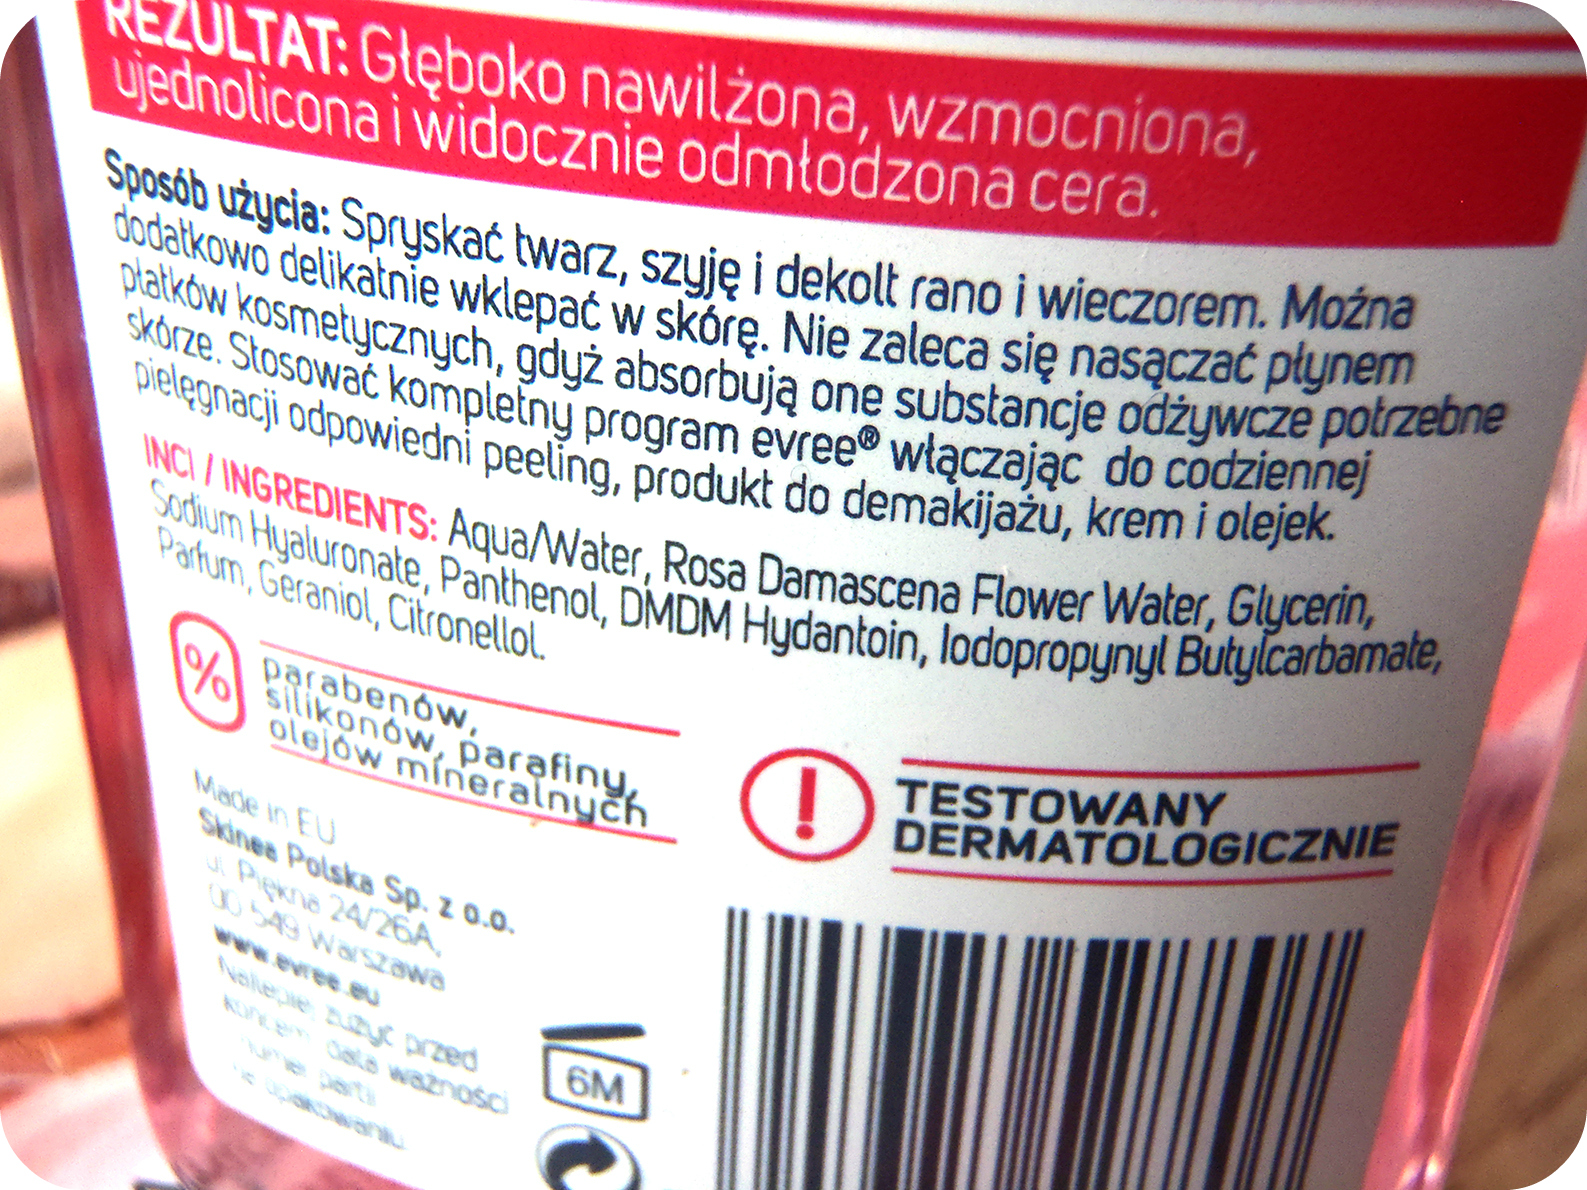 REZULTAT: Głęboko nawilżona, wzmocniona,
ujednolicona i widocznie odmłodzona cera.
Sposób użycia: Spryskać twarz, szyję i dekolt rano i wieczorem. Można
dodatkowo delikatnie wklepać w skórę. Nie zaleca się nasączać płynem
płatków kosmetycznych, gdyż absorbują one substancje odżywcze potrzebne
skórze. Stosować kompletny program evree® włączając do codziennej
pielęgnacji odpowiedni peeling, produkt do demakijażu, krem i olejek.
INCI / INGREDIENTS: Aqua/Water, Rosa Damascena Flower Water, Glycerin,
Sodium Hyaluronate, Panthenol, DMDM Hydantoin, Iodopropynyl Butylcarbamate,
Parfum, Geraniol, Citronellol.
%
parabenów,
silikonów, parafiny,
olejów mineralnych
!
TESTOWANY
DERMATOLOGICZNIE
Made in EU
Skinea Polska Sp. z o.o.
ul. Piękna 24/26A,
00 549 Warszawa
www.evree.eu
Najlepiej zużyć przed
końcem: Data ważności
numer partii
na opakowaniu
6M